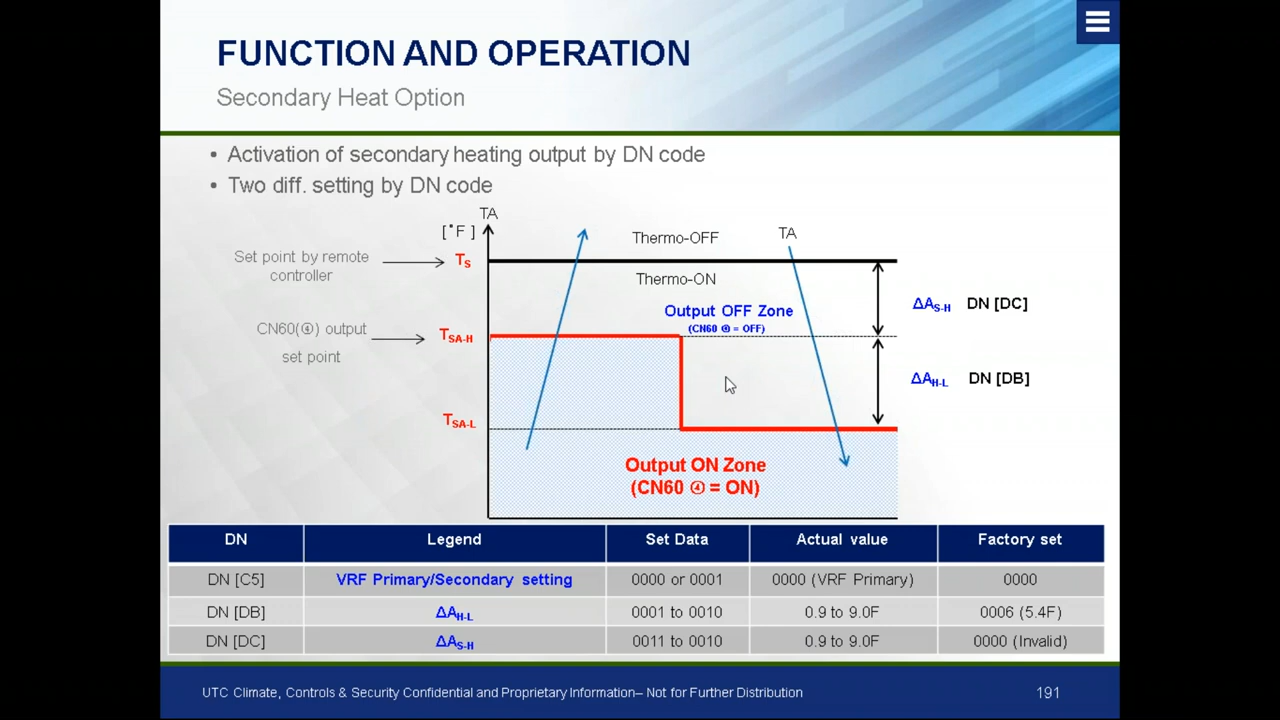 FUNCTION AND OPERATION
Secondary Heat Option
• Activation of secondary heating output by DN code
• Two diff. setting by DN code
TA
[˚F ]
Thermo-OFF
TA
Set point by remote
controller
TS
Thermo-ON
Output OFF Zone
(CN60 ④ = OFF)
ΔAS-H DN [DC]
CN60(④) output
set point
TSA-H
ΔAH-L DN [DB]
TSA-L
Output ON Zone
(CN60 ④ = ON)
DN Legend Set Data Actual value Factory set
DN [C5] VRF Primary/Secondary setting 0000 or 0001 0000 (VRF Primary) 0000
DN [DB] ΔAH-L 0001 to 0010 0.9 to 9.0F 0006 (5.4F)
DN [DC] ΔAS-H 0011 to 0010 0.9 to 9.0F 0000 (Invalid)
UTC Climate, Controls & Security Confidential and Proprietary Information– Not for Further Distribution 191